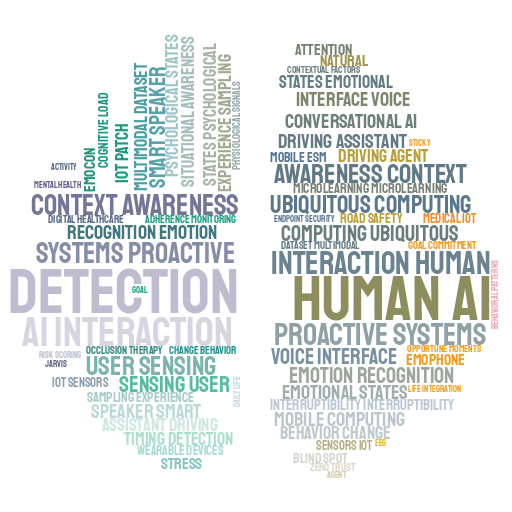 ATTENTION
NATURAL
CONTEXTUAL FACTORS
STATES EMOTIONAL
INTERFACE VOICE
CONVERSATIONAL AI
DRIVING ASSISTANT
STICKY
MOBILE ESM
DRIVING AGENT
AWARENESS CONTEXT
MICROLEARNING MICROLEARNING
UBIQUITOUS COMPUTING
ENDPOINT SECURITY
ROAD SAFETY
MEDICAL IOT
COMPUTING UBIQUITOUS
DATASET MULTIMODAL
GOAL COMMITMENT
INTERACTION HUMAN
HUMAN AI
BEHAVIORAL PATTERNS
PROACTIVE SYSTEMS
VOICE INTERFACE
OPPORTUNE MOMENTS
EMOPHONE
EMOTION RECOGNITION
EMOTIONAL STATES
LIFE INTEGRATION
INTERRUPTIBILITY INTERRUPTIBILITY
MOBILE COMPUTING
BEHAVIOR CHANGE
SENSORS IOT
EEG
BLIND SPOT
ZERO TRUST
AGENT
ACTIVITY
MENTAL HEALTH
EMOCON
COGNITIVE LOAD
IOT PATCH
MULTIMODAL DATASET
SMART SPEAKER
PSYCHOLOGICAL STATES
SITUATIONAL AWARENESS
STATES PSYCHOLOGICAL
EXPERIENCE SAMPLING
PHYSIOLOGICAL SIGNALS
CONTEXT AWARENESS
DIGITAL HEALTHCARE
ADHERENCE MONITORING
RECOGNITION EMOTION
SYSTEMS PROACTIVE
DETECTION
GOAL
AI INTERACTION
RISK SCORING
OCCLUSION THERAPY
CHANGE BEHAVIOR
JARVIS
USER SENSING
IOT SENSORS
SENSING USER
DAILY LIFE
SAMPLING EXPERIENCE
SPEAKER SMART
ASSISTANT DRIVING
TIMING DETECTION
WEARABLE DEVICES
STRESS